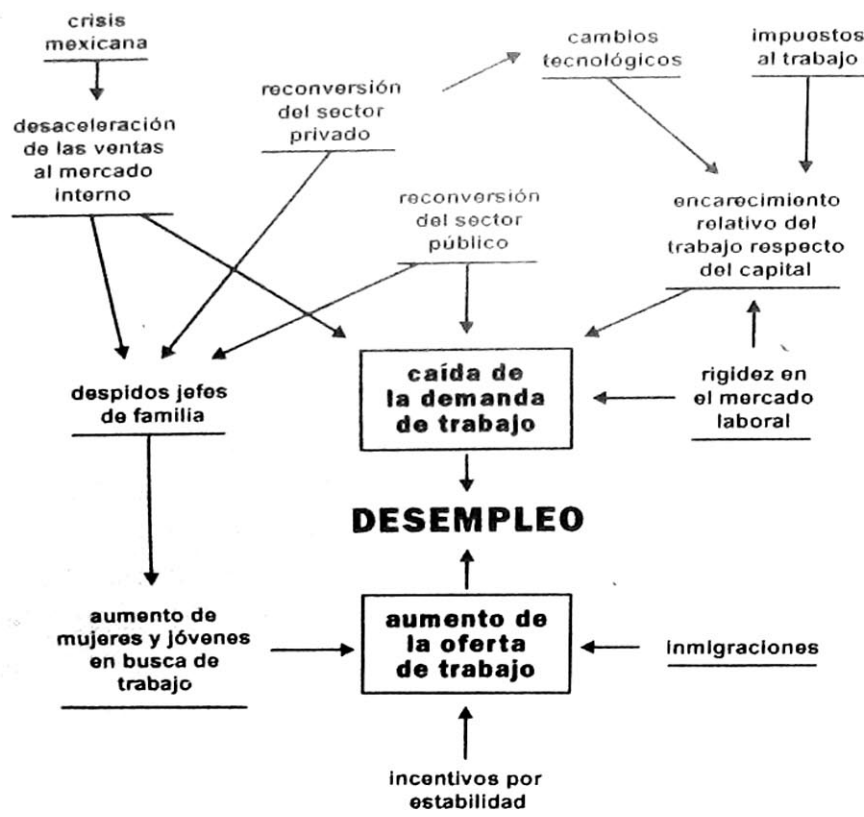 crisis
mexicana
desaceleración
de las ventas
al mercado
interno
reconversión
del sector
privado
cambios
tecnológicos
impuestos
al trabajo
reconversión
del sector
público
encarecimiento
relativo del
trabajo respecto
del capital
despidos jefes
de familia
caída de
la demanda
de trabajo
rigidez en
el mercado
laboral
DESEMPLEO
aumento de
mujeres y jóvenes
en busca de
trabajo
aumento de
la oferta
de trabajo
inmigraciones
incentivos por
estabilidad